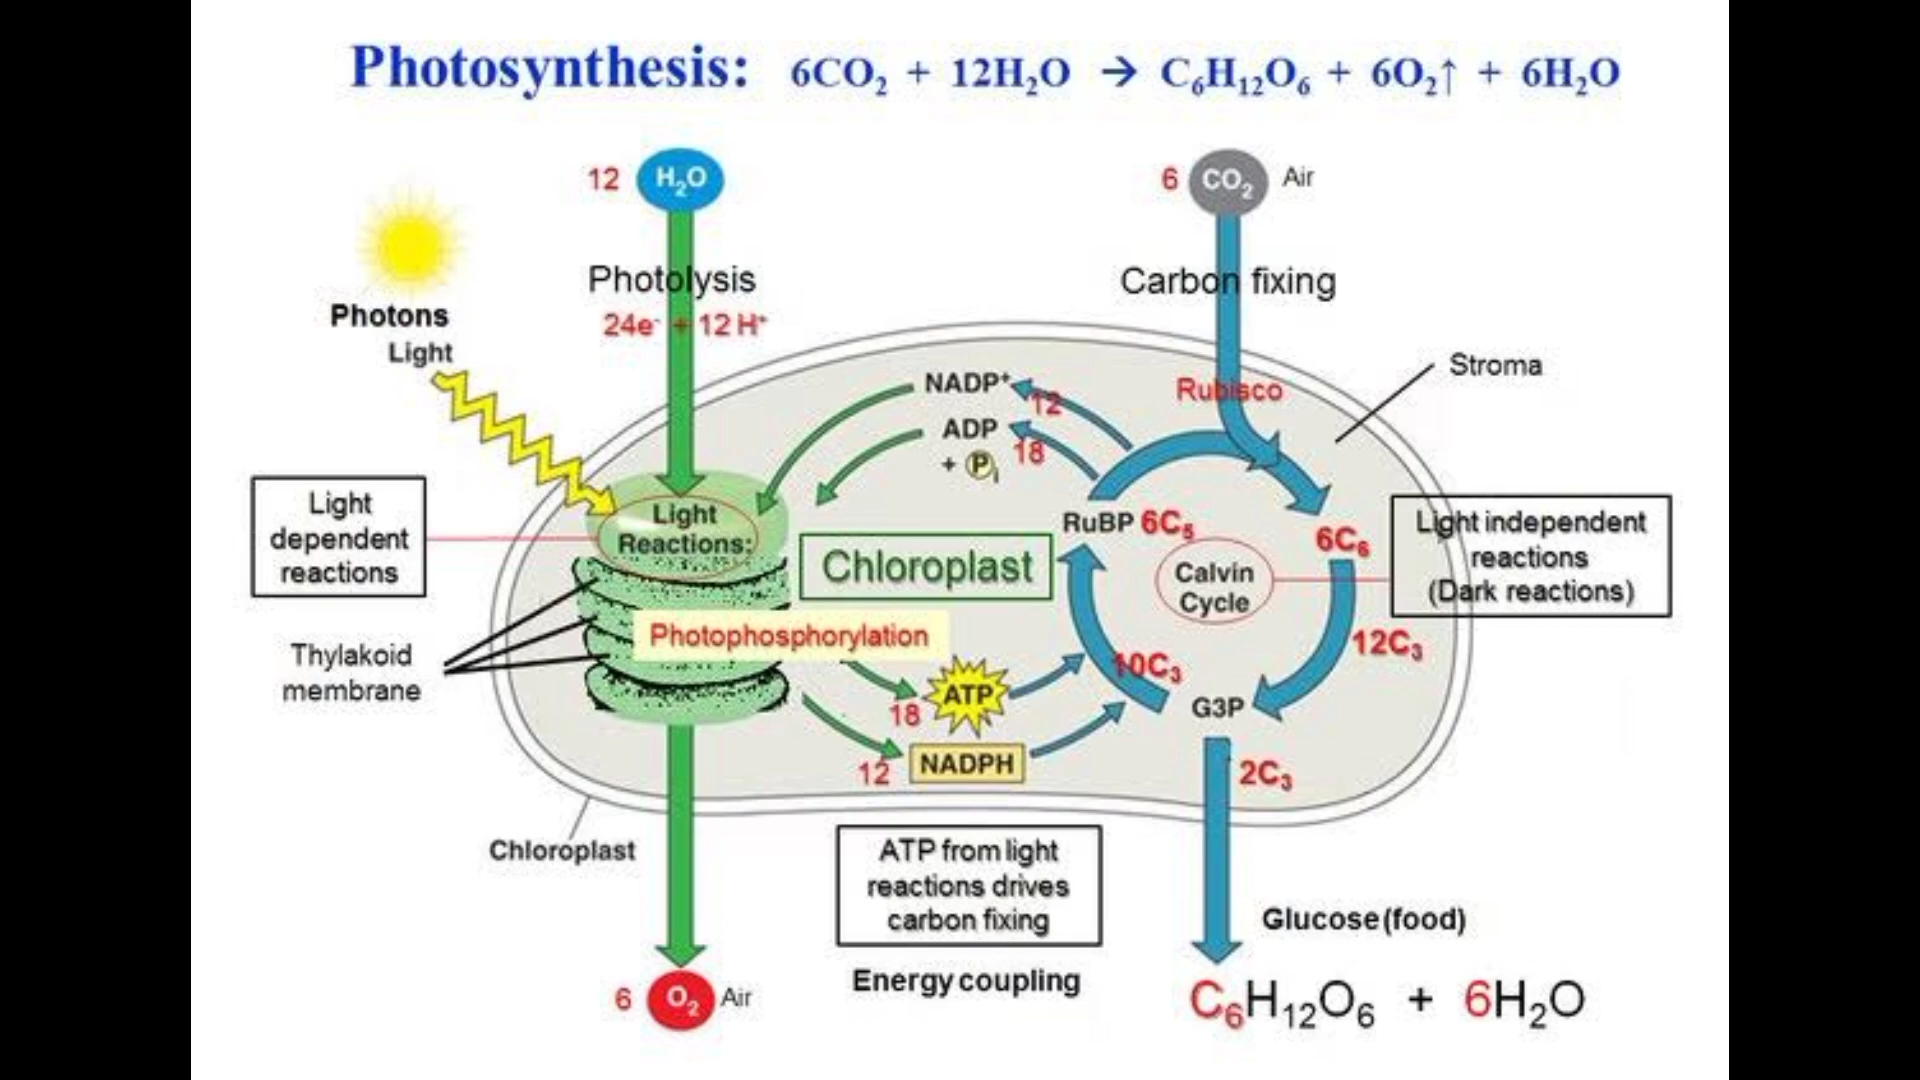 Photosynthesis: 6CO₂ + 12H₂O → C₆H₁₂O₆ + 6O₂↑ + 6H₂O
12 H₂O
6 CO₂ Air
Photolysis
24e⁻ + 12 H⁺
Carbon fixing
Photons
Light
Stroma
Rubisco
NADP⁺
12
ADP
+ Pᵢ
18
Light
dependent
reactions
Light
Reactions:
Chloroplast
RuBP 6C₅
6C₆
Calvin
Cycle
Light independent
reactions
(Dark reactions)
Photophosphorylation
Thylakoid
membrane
12C₃
10C₃
ATP
18
G3P
NADPH
12
2C₃
Chloroplast
ATP from light
reactions drives
carbon fixing
Energy coupling
Glucose (food)
6 O₂ Air
C₆H₁₂O₆ + 6H₂O